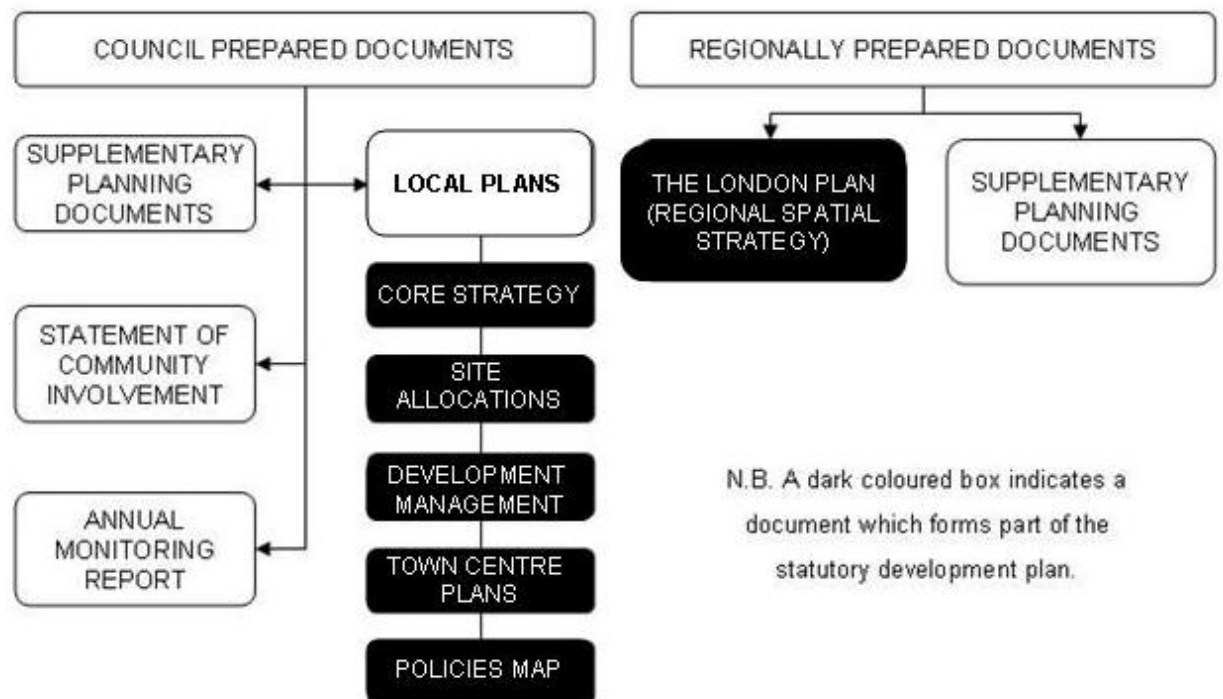 COUNCIL PREPARED DOCUMENTS
SUPPLEMENTARY
PLANNING
DOCUMENTS
STATEMENT OF
COMMUNITY
INVOLVEMENT
ANNUAL
MONITORING
REPORT
LOCAL PLANS
CORE STRATEGY
SITE
ALLOCATIONS
DEVELOPMENT
MANAGEMENT
TOWN CENTRE
PLANS
POLICIES MAP
REGIONALLY PREPARED DOCUMENTS
THE LONDON PLAN
(REGIONAL SPATIAL
STRATEGY)
SUPPLEMENTARY
PLANNING
DOCUMENTS
N.B. A dark coloured box indicates a
document which forms part of the
statutory development plan.